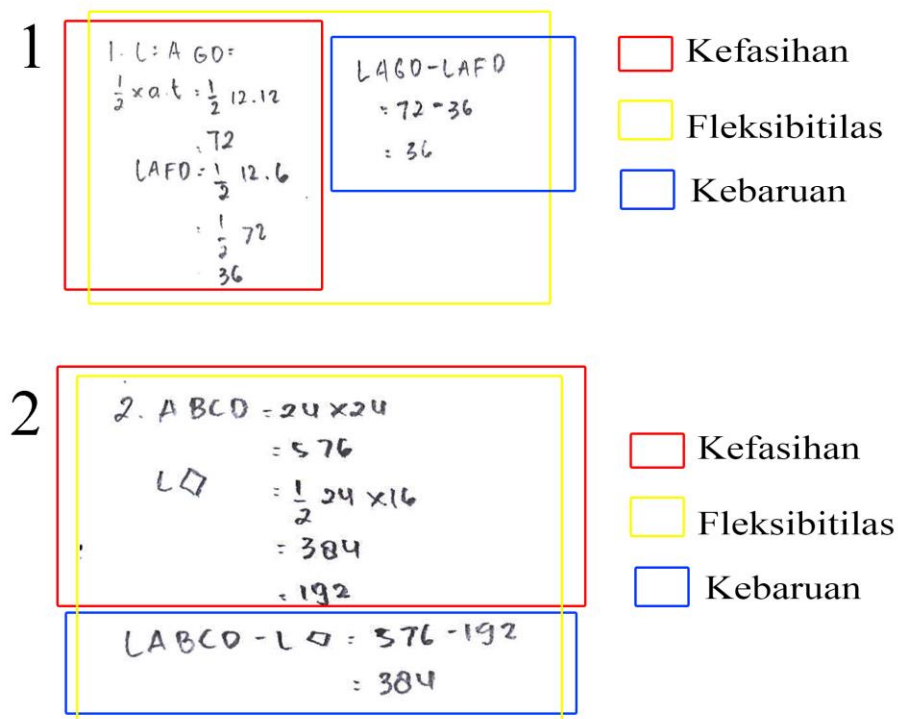 1
1. L: A GO:
1/2 x a.t : 1/2 12.12
: 72
LAFD: 1/2 12.6
: 1/2 72
36
LAGD-LAFD
: 72-36
: 36
Kefasihan
Fleksibitilas
Kebaruan
2
2. ABCD = 24 x 24
= 576
L◇ = 1/2 24 x 16
= 384
= 192
LABCD - L◇ = 576 - 192
= 384
Kefasihan
Fleksibitilas
Kebaruan